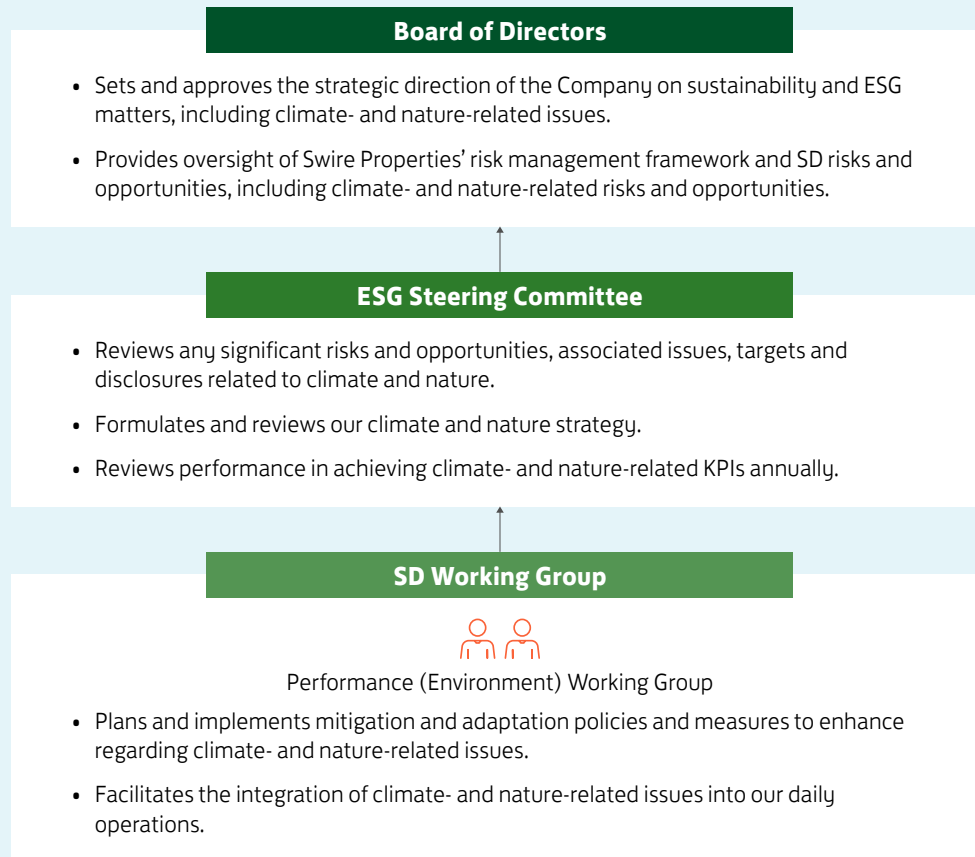 Board of Directors
• Sets and approves the strategic direction of the Company on sustainability and ESG
matters, including climate- and nature-related issues.
• Provides oversight of Swire Properties’ risk management framework and SD risks and
opportunities, including climate- and nature-related risks and opportunities.
ESG Steering Committee
• Reviews any significant risks and opportunities, associated issues, targets and
disclosures related to climate and nature.
• Formulates and reviews our climate and nature strategy.
• Reviews performance in achieving climate- and nature-related KPIs annually.
SD Working Group
Performance (Environment) Working Group
• Plans and implements mitigation and adaptation policies and measures to enhance
regarding climate- and nature-related issues.
• Facilitates the integration of climate- and nature-related issues into our daily
operations.